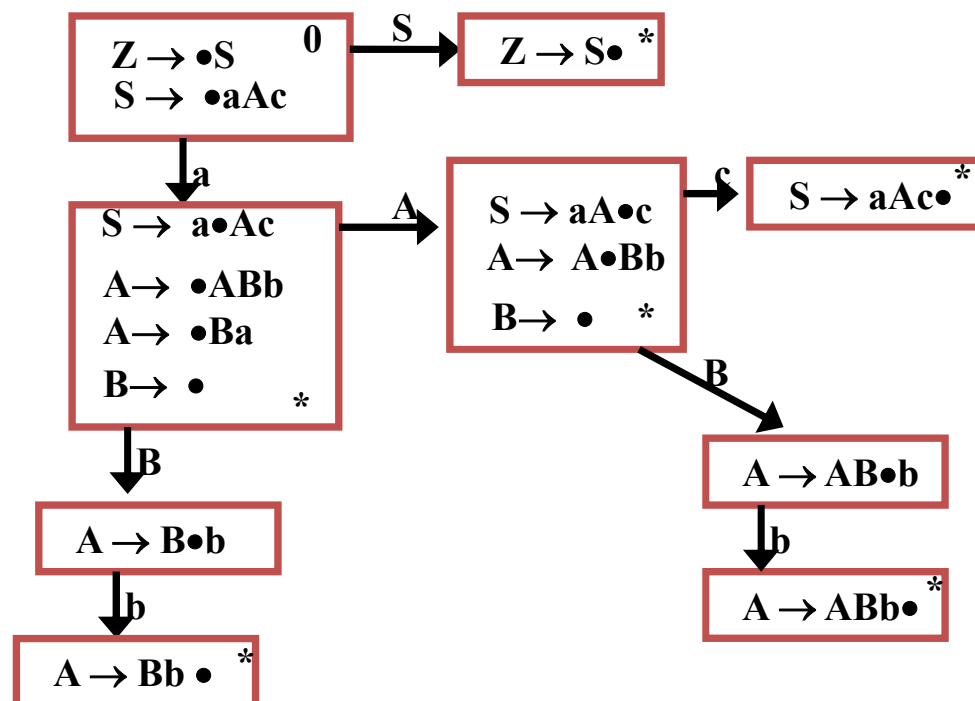 Z → •S 0
S → •aAc
S
Z → S• *
a
S → a•Ac
A → •ABb
A → •Ba
B → •
*
A
S → aA•c
A → A•Bb
B → • *
c
S → aAc• *
B
A → B•b
b
A → Bb • *
B
A → AB•b
b
A → ABb• *